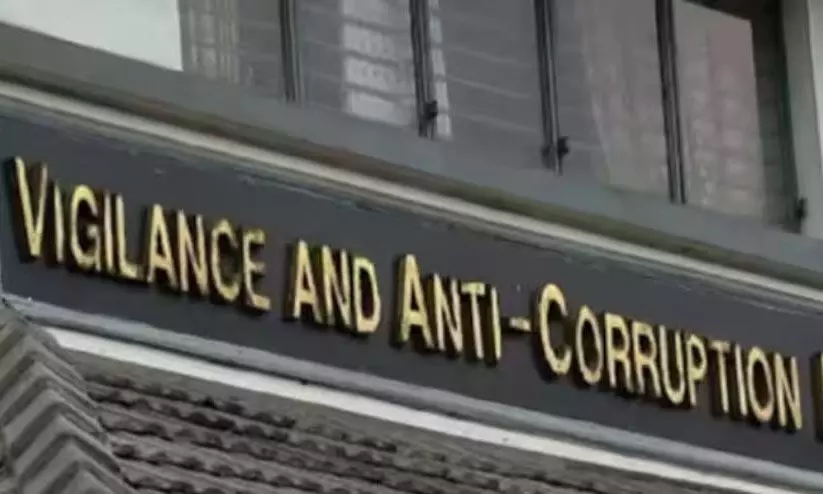 VIGILANCE AND ANTI-CORRUPTION